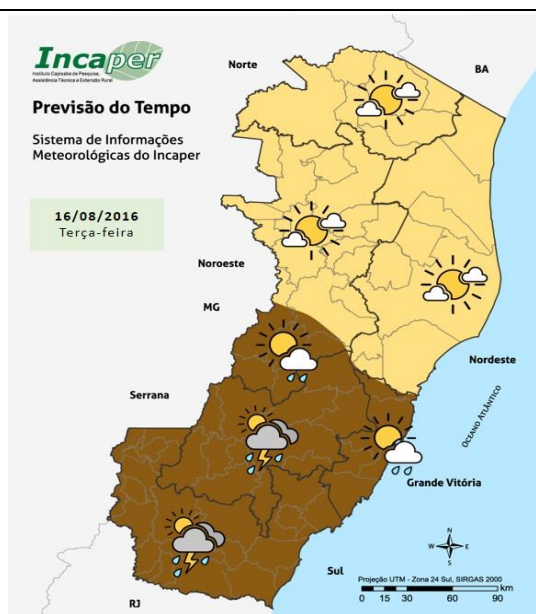 Incaper
Instituto Capixaba de Pesquisa,
Assistência Técnica e Extensão Rural
Previsão do Tempo
Sistema de Informações
Meteorológicas do Incaper
16/08/2016
Terça-feira
Norte
BA
Noroeste
MG
Nordeste
Serrana
OCEANO ATLÂNTICO
Grande Vitória
Sul
RJ
N
W E
S
Projeção UTM - Zona 24 Sul, SIRGAS 2000
km
0 15 30 60 90